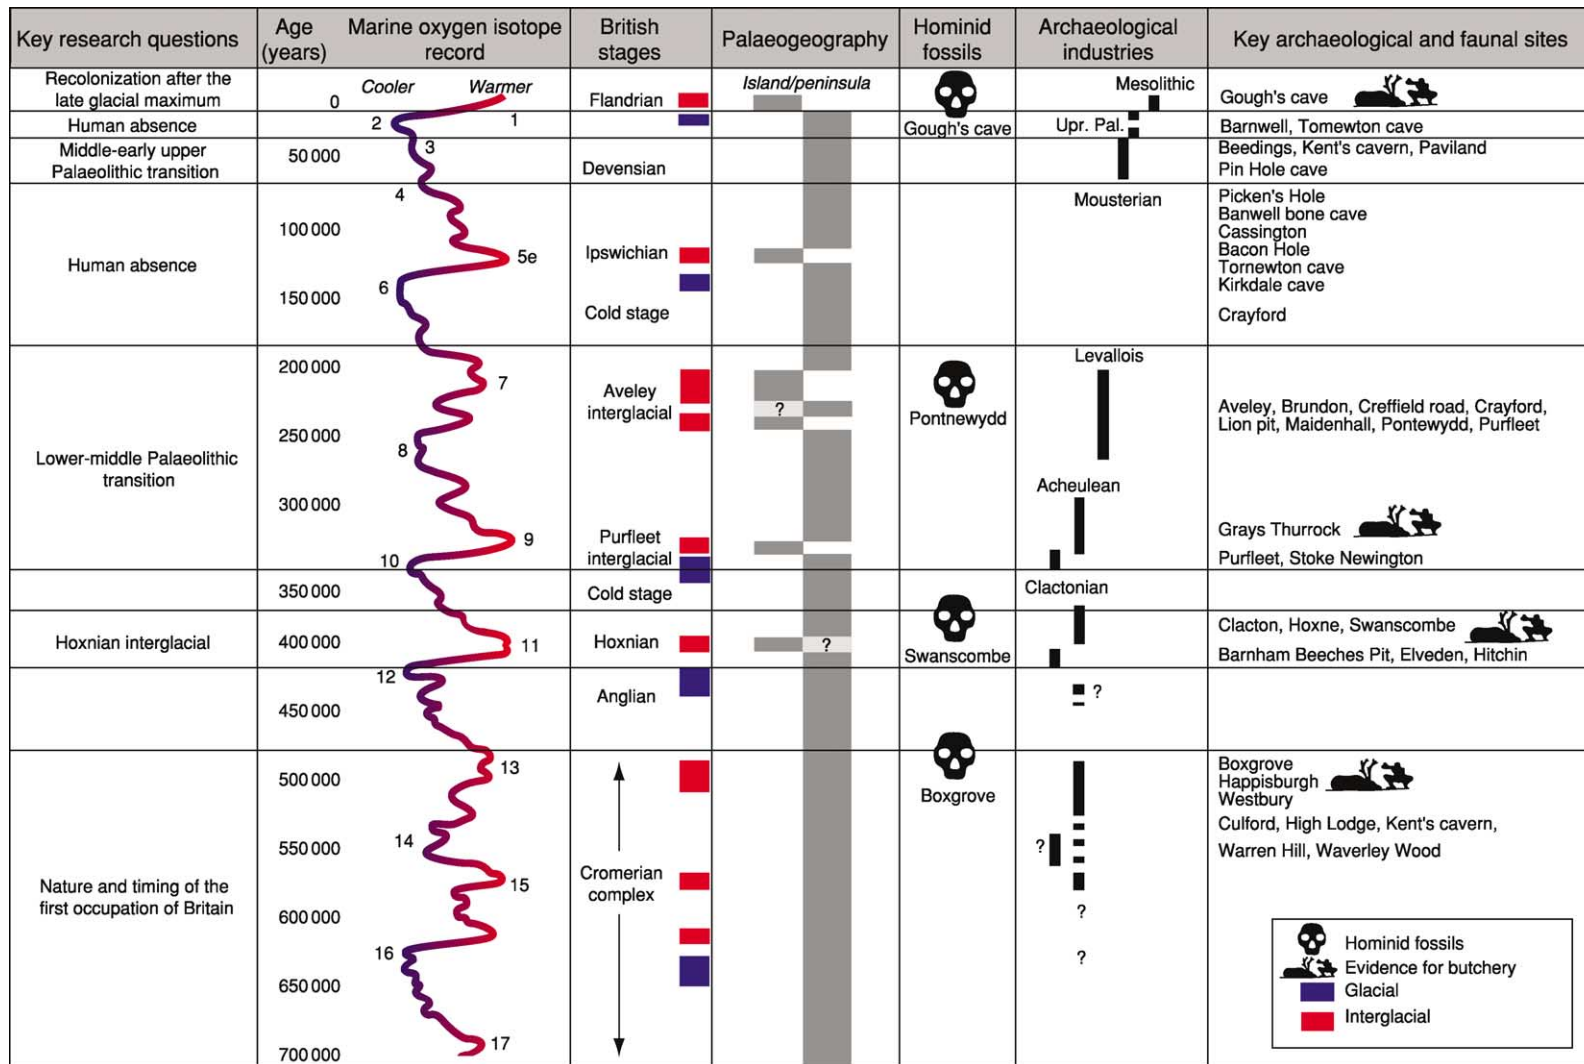 Key research questions
Age
(years)
Marine oxygen isotope
record
British
stages
Palaeogeography
Hominid
fossils
Archaeological
industries
Key archaeological and faunal sites
Recolonization after the
late glacial maximum
0
Cooler
Warmer
1
Flandrian
Island/peninsula
Mesolithic
Gough's cave
Human absence
2
Gough's cave
Upr. Pal.
Barnwell, Tomewton cave
Middle-early upper
Palaeolithic transition
50 000
3
Devensian
Beedings, Kent's cavern, Paviland
Pin Hole cave
Human absence
100 000
150 000
4
5e
6
Ipswichian
Cold stage
Mousterian
Picken's Hole
Banwell bone cave
Cassington
Bacon Hole
Tornewton cave
Kirkdale cave
Crayford
Lower-middle Palaeolithic
transition
200 000
250 000
300 000
7
8
9
10
Aveley
interglacial
Purfleet
interglacial
?
Pontnewydd
Levallois
Acheulean
Aveley, Brundon, Creffield road, Crayford,
Lion pit, Maidenhall, Pontewydd, Purfleet
Grays Thurrock
Purfleet, Stoke Newington
350 000
Cold stage
Clactonian
Hoxnian interglacial
400 000
11
Hoxnian
?
Swanscombe
Clacton, Hoxne, Swanscombe
Barnham Beeches Pit, Elveden, Hitchin
450 000
12
Anglian
?
Nature and timing of the
first occupation of Britain
500 000
550 000
600 000
650 000
700 000
13
14
15
16
17
Cromerian
complex
Boxgrove
?
?
?
Boxgrove
Happisburgh
Westbury
Culford, High Lodge, Kent's cavern,
Warren Hill, Waverley Wood
Hominid fossils
Evidence for butchery
Glacial
Interglacial